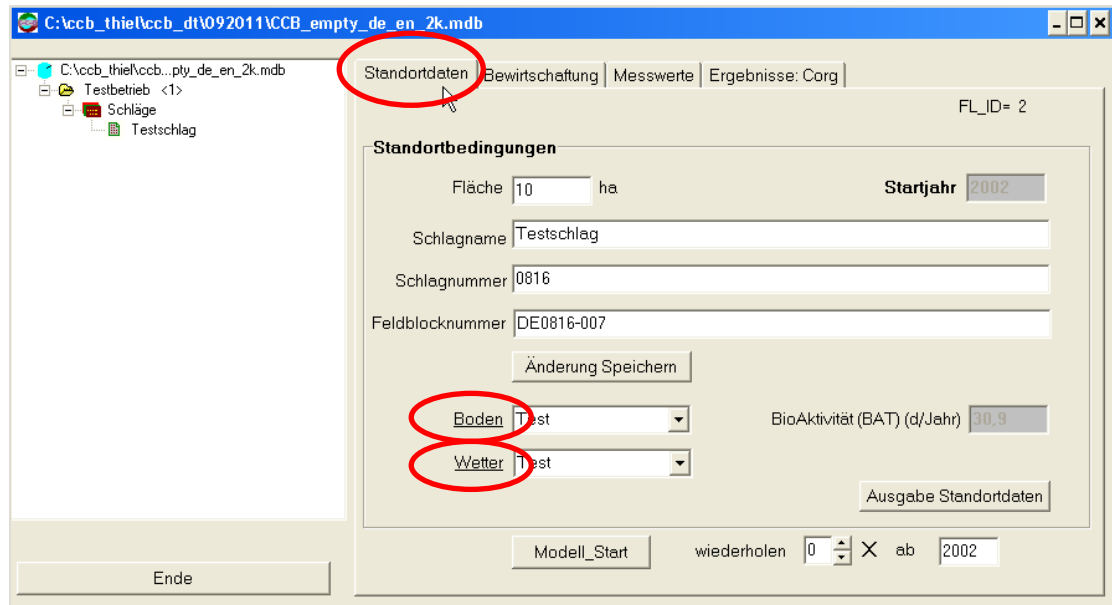 C:\ccb_thiel\ccb_dt\092011\CCB_empty_de_en_2k.mdb
C:\ccb_thiel\ccb...pty_de_en_2k.mdb
Testbetrieb <1>
Schläge
Testschlag
Ende
Standortdaten Bewirtschaftung Messwerte Ergebnisse: Corg
FL_ID= 2
Standortbedingungen
Fläche 10 ha Startjahr 2002
Schlagname Testschlag
Schlagnummer 0816
Feldblocknummer DE0816-007
Änderung Speichern
Boden Test BioAktivität (BAT) (d/Jahr) 30,9
Wetter Test
Ausgabe Standortdaten
Modell_Start wiederholen 0 X ab 2002